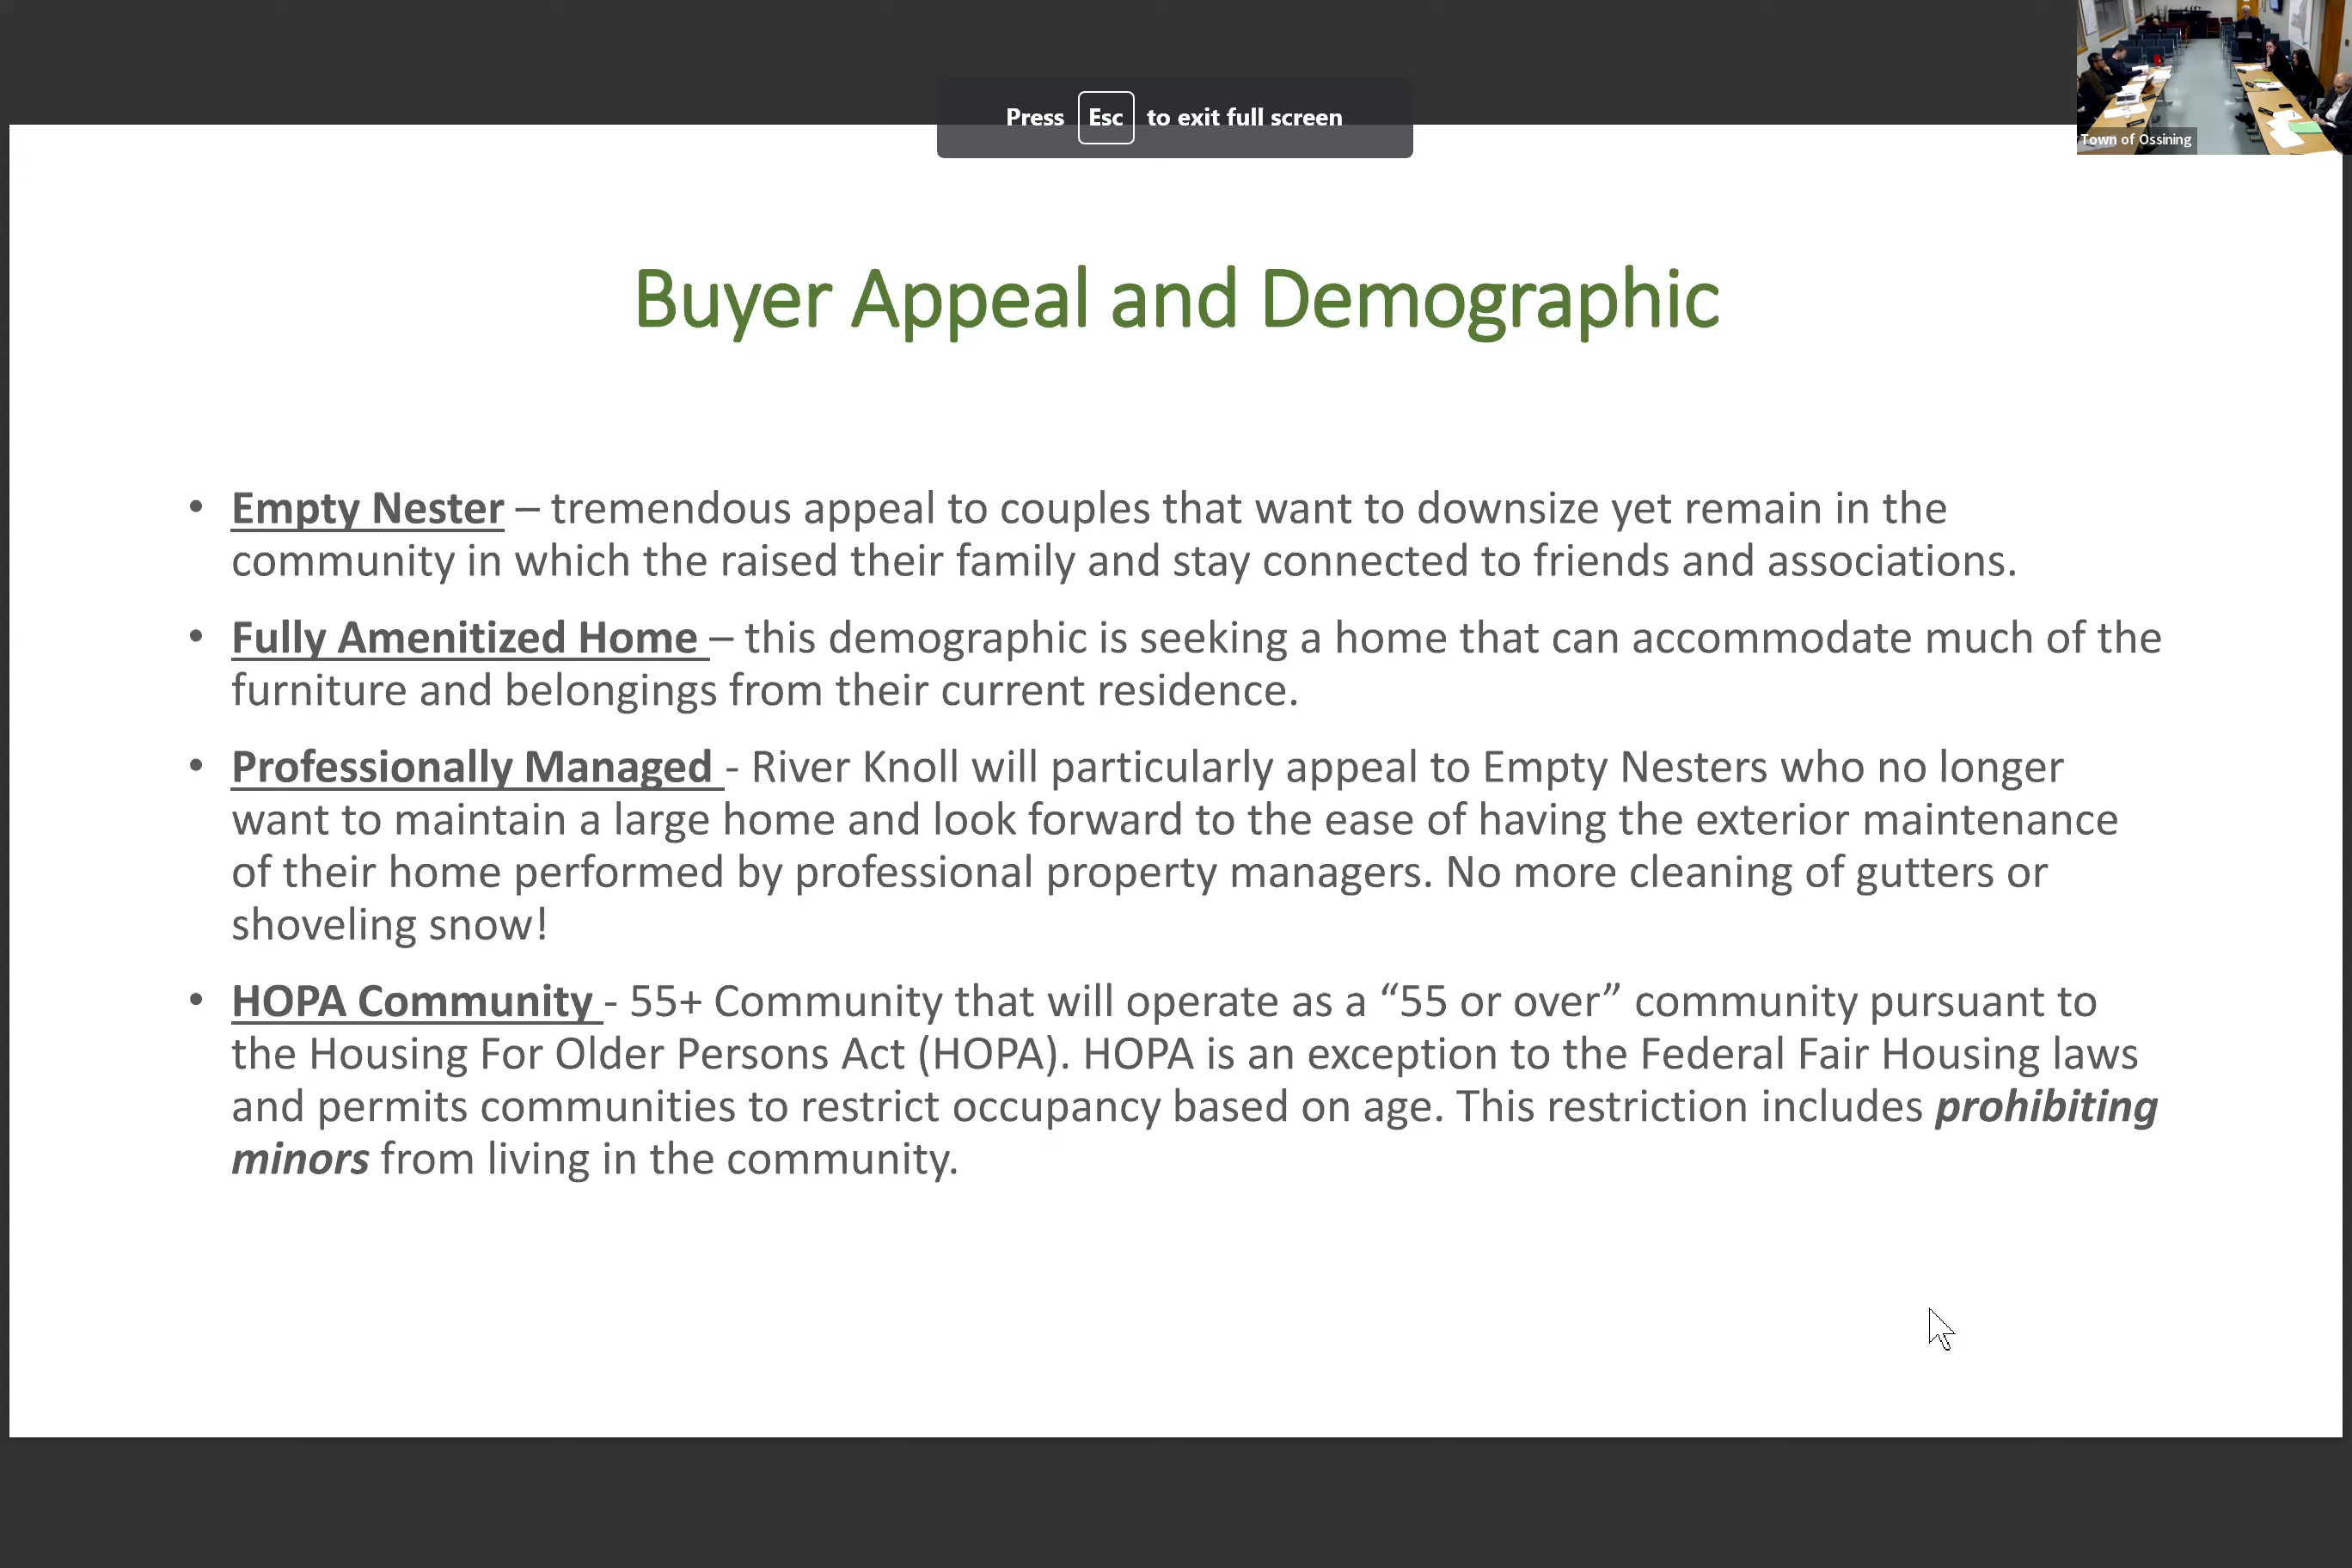 Press Esc to exit full screen
Town of Ossining
Buyer Appeal and Demographic
• Empty Nester – tremendous appeal to couples that want to downsize yet remain in the
community in which the raised their family and stay connected to friends and associations.
• Fully Amenitized Home – this demographic is seeking a home that can accommodate much of the
furniture and belongings from their current residence.
• Professionally Managed - River Knoll will particularly appeal to Empty Nesters who no longer
want to maintain a large home and look forward to the ease of having the exterior maintenance
of their home performed by professional property managers. No more cleaning of gutters or
shoveling snow!
• HOPA Community - 55+ Community that will operate as a “55 or over” community pursuant to
the Housing For Older Persons Act (HOPA). HOPA is an exception to the Federal Fair Housing laws
and permits communities to restrict occupancy based on age. This restriction includes prohibiting
minors from living in the community.